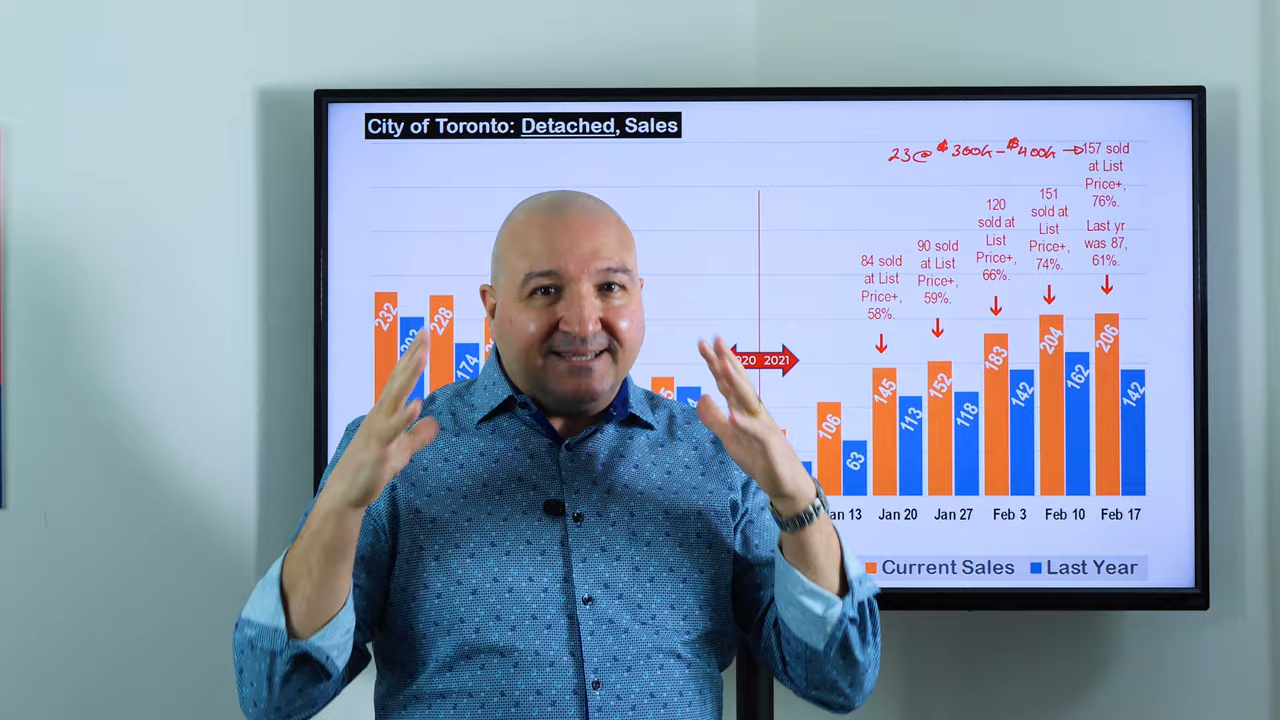 City of Toronto: Detached, Sales
23@ $300k-$400k
157 sold
at List
Price+,
76%.
Last yr
was 87,
61%.
151
sold at
List
Price+,
74%.
120
sold at
List
Price+,
66%.
90 sold
at List
Price+,
59%.
84 sold
at List
Price+,
58%.
232
228
174
2021
106
63
145
113
152
118
183
142
204
162
206
142
Jan 20
Jan 27
Feb 3
Feb 10
Feb 17
Current Sales
Last Year